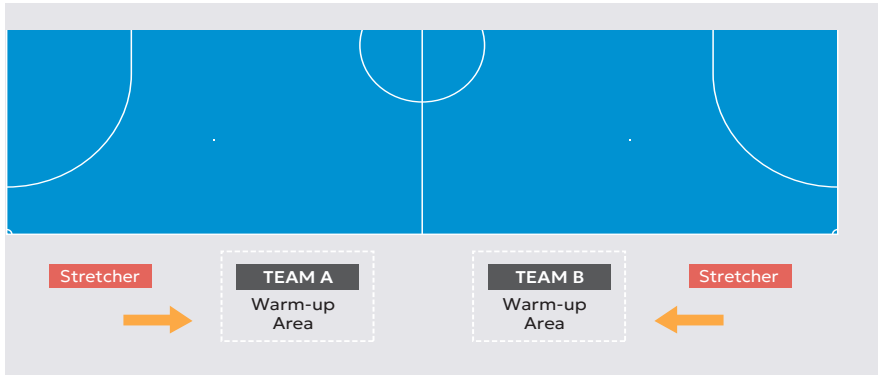 Stretcher
TEAM A
Warm-up
Area
TEAM B
Warm-up
Area
Stretcher